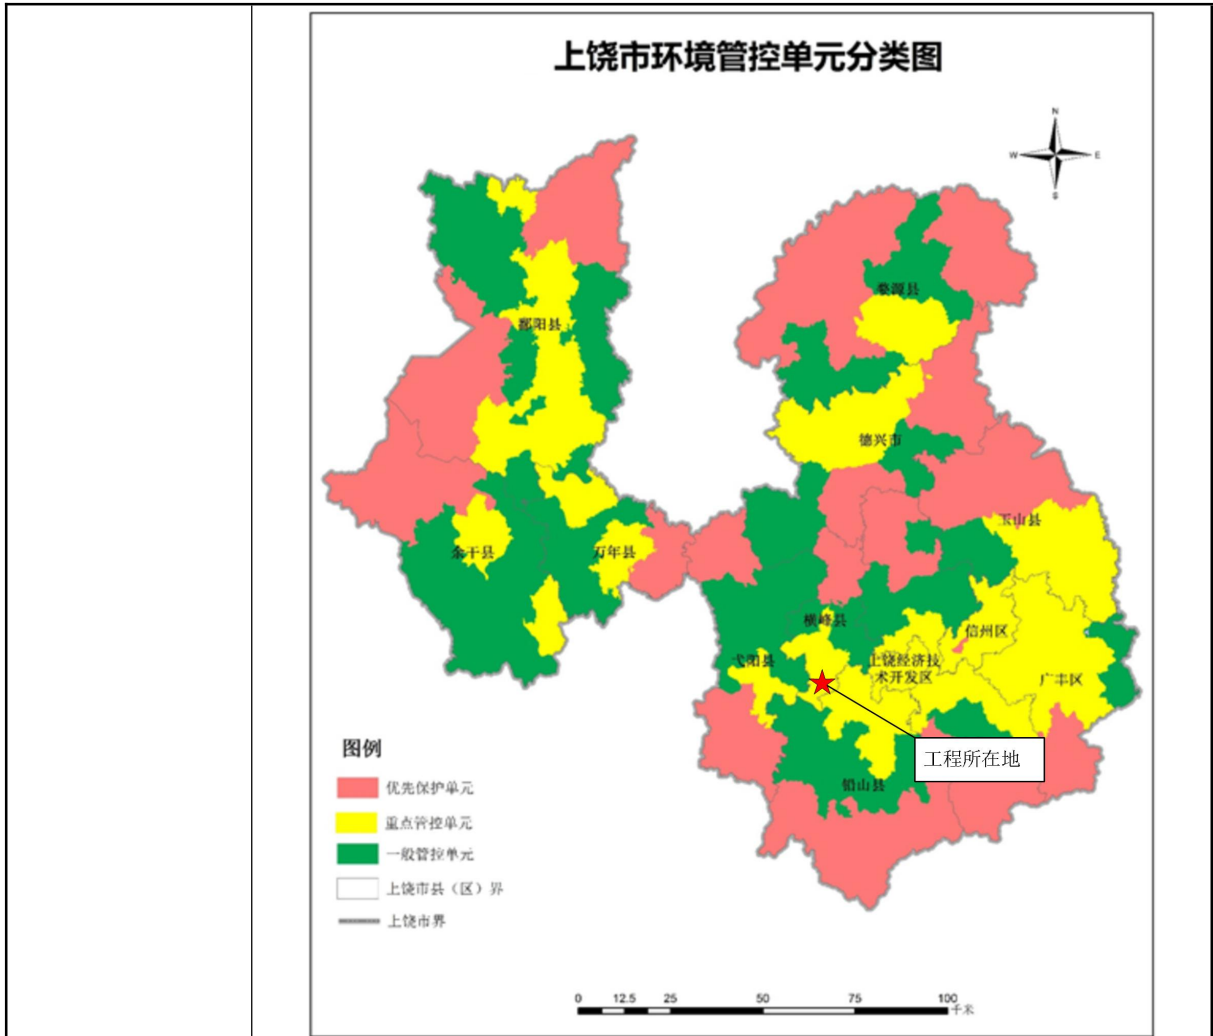 上饶市环境管控单元分类图
N
W
E
S
婺源县
鄱阳县
德兴市
玉山县
余干县
万年县
横峰县
信州区
弋阳县
上饶经济技
术开发区
广丰区
工程所在地
铅山县
图例
优先保护单元
重点管控单元
一般管控单元
上饶市县（区）界
上饶市界
0 12.5 25 50 75 100
千米